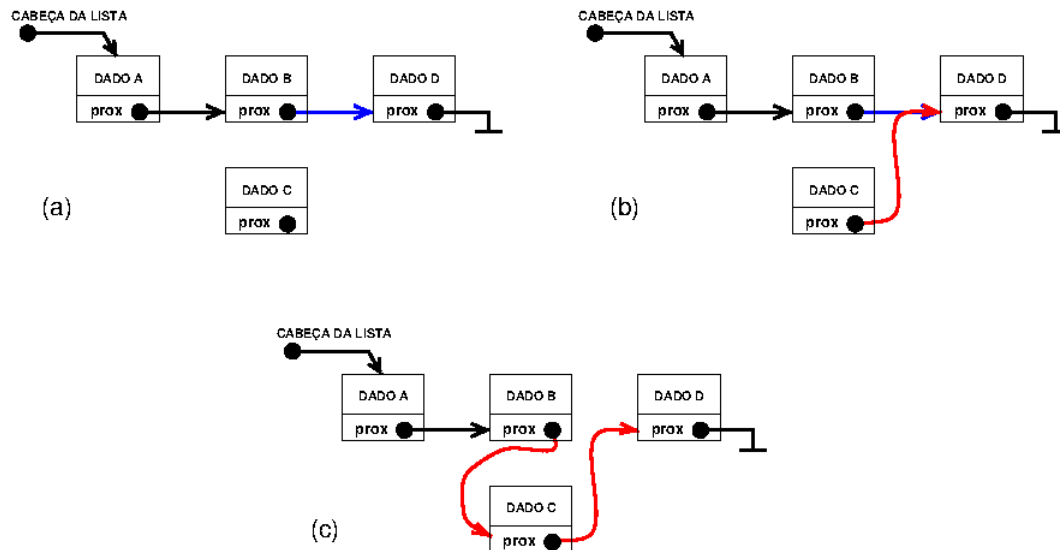 CABEÇA DA LISTA
DADO A
DADO B
DADO D
prox
prox
prox
DADO C
prox
(a)
CABEÇA DA LISTA
DADO A
DADO B
DADO D
prox
prox
prox
DADO C
prox
(b)
CABEÇA DA LISTA
DADO A
DADO B
DADO D
prox
prox
prox
DADO C
prox
(c)